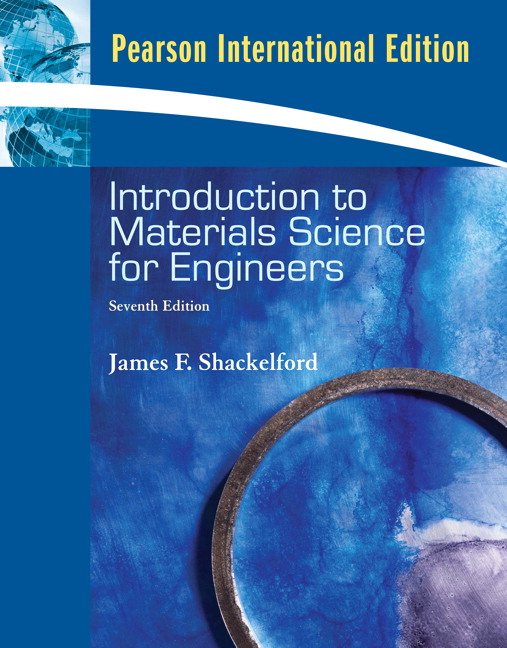 Pearson International Edition
Introduction to
Materials Science
for Engineers
Seventh Edition
James F. Shackelford